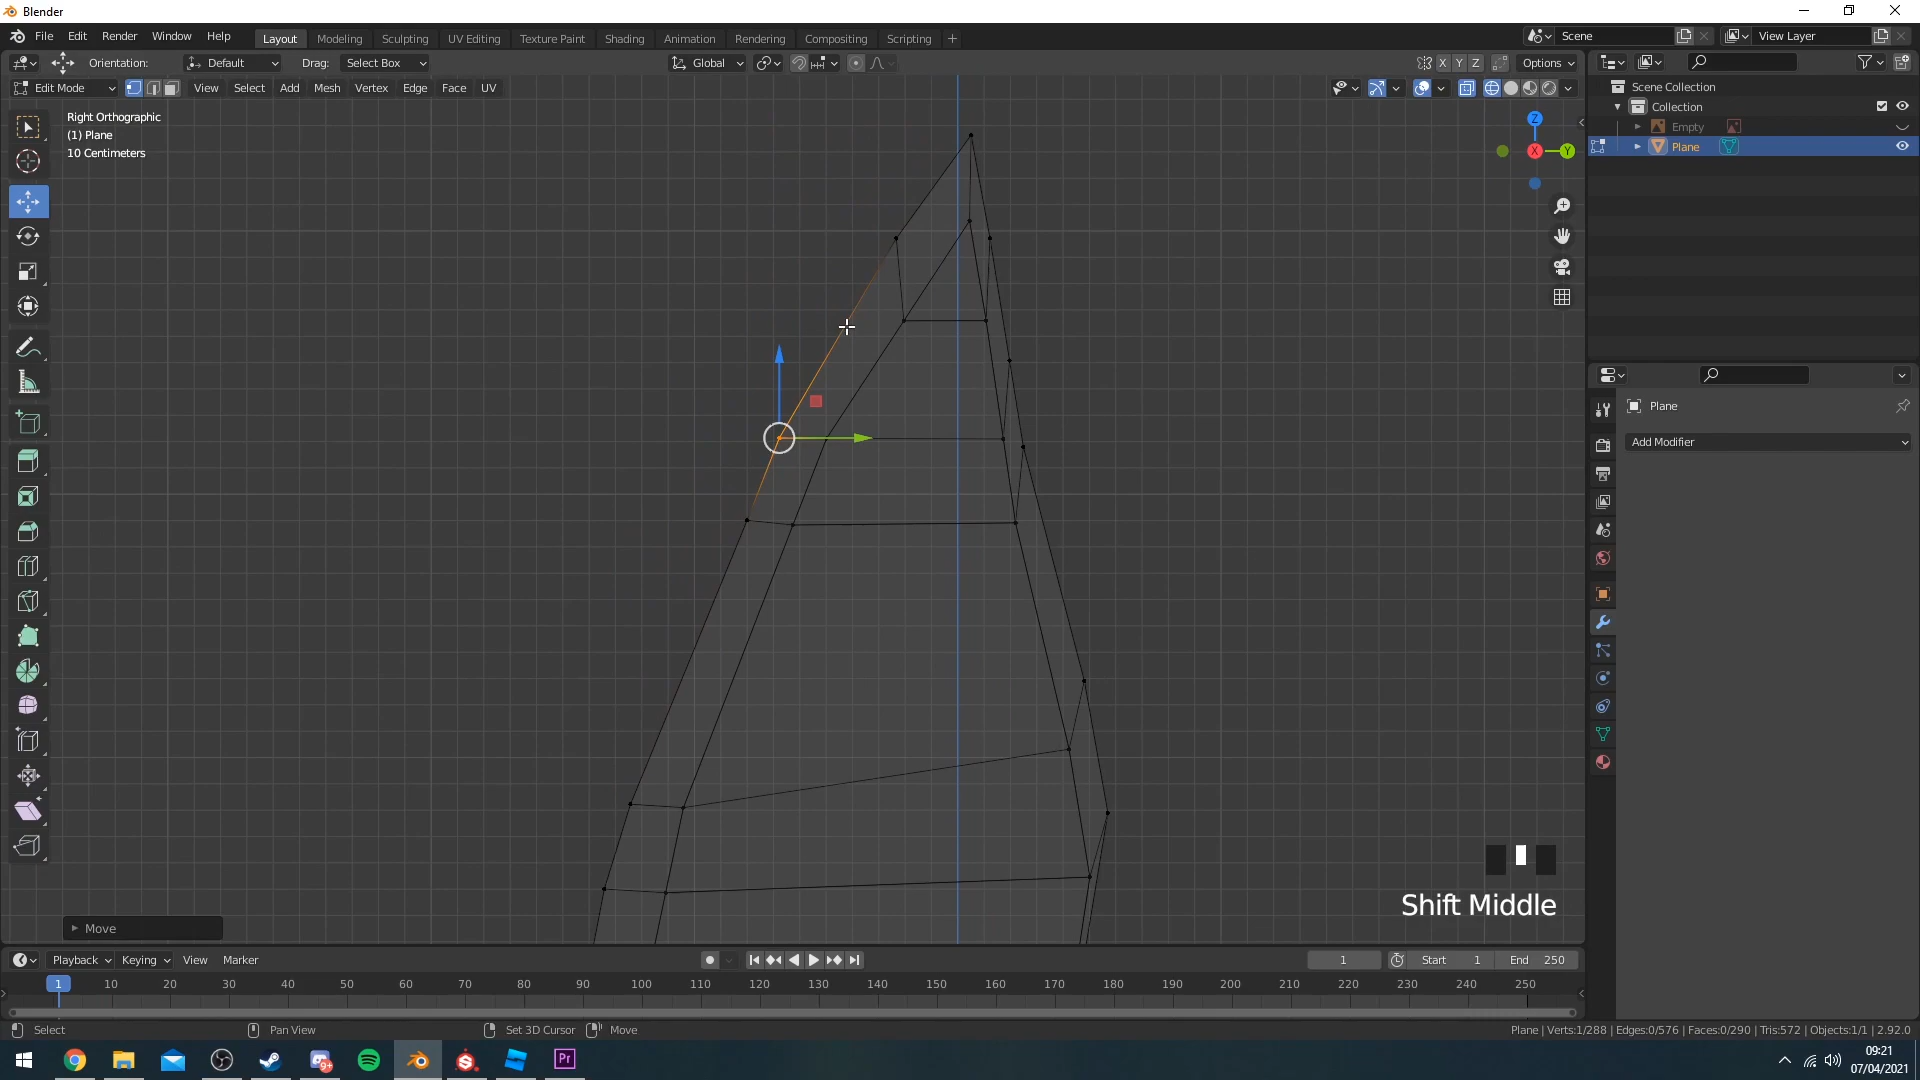 Blender
File Edit Render Window Help
Layout Modeling Sculpting UV Editing Texture Paint Shading Animation Rendering Compositing Scripting +
Scene
View Layer
Orientation: Default Drag: Select Box
Global
X Y Z Options
Edit Mode View Select Add Mesh Vertex Edge Face UV
Right Orthographic
(1) Plane
10 Centimeters
Z
X
Y
Scene Collection
Collection
Empty
Plane
Plane
Add Modifier
Shift Middle
Move
Playback Keying View Marker
1 Start 1 End 250
1 10 20 30 40 50 60 70 80 90 100 110 120 130 140 150 160 170 180 190 200 210 220 230 240 250
Select Pan View Set 3D Cursor Move
Plane | Verts:1/288 | Edges:0/576 | Faces:0/290 | Tris:572 | Objects:1/1 | 2.92.0
9+
Pr
09:21
07/04/2021